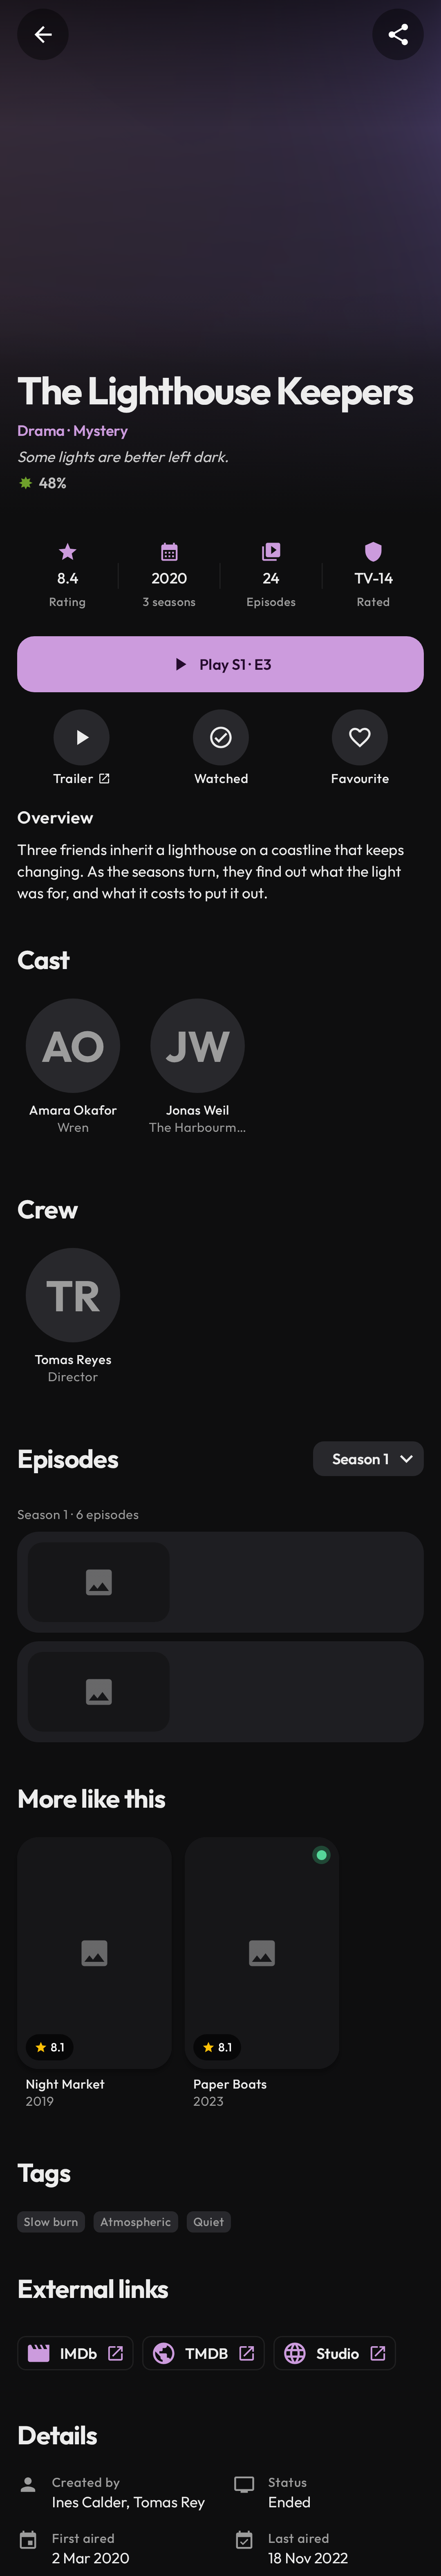 The Lighthouse Keepers
Drama · Mystery
Some lights are better left dark.
48%
8.4
2020
24
TV-14
Rating
3 seasons
Episodes
Rated
Play S1 · E3
Trailer
Watched
Favourite
Overview
Three friends inherit a lighthouse on a coastline that keeps
changing. As the seasons turn, they find out what the light
was for, and what it costs to put it out.
Cast
AO
JW
Amara Okafor
Jonas Weil
Wren
The Harbourm…
Crew
TR
Tomas Reyes
Director
Episodes
Season 1
Season 1 · 6 episodes
More like this
8.1
8.1
Night Market
Paper Boats
2019
2023
Tags
Slow burn
Atmospheric
Quiet
External links
IMDb
TMDB
Studio
Details
Created by
Status
Ines Calder, Tomas Rey
Ended
First aired
Last aired
2 Mar 2020
18 Nov 2022